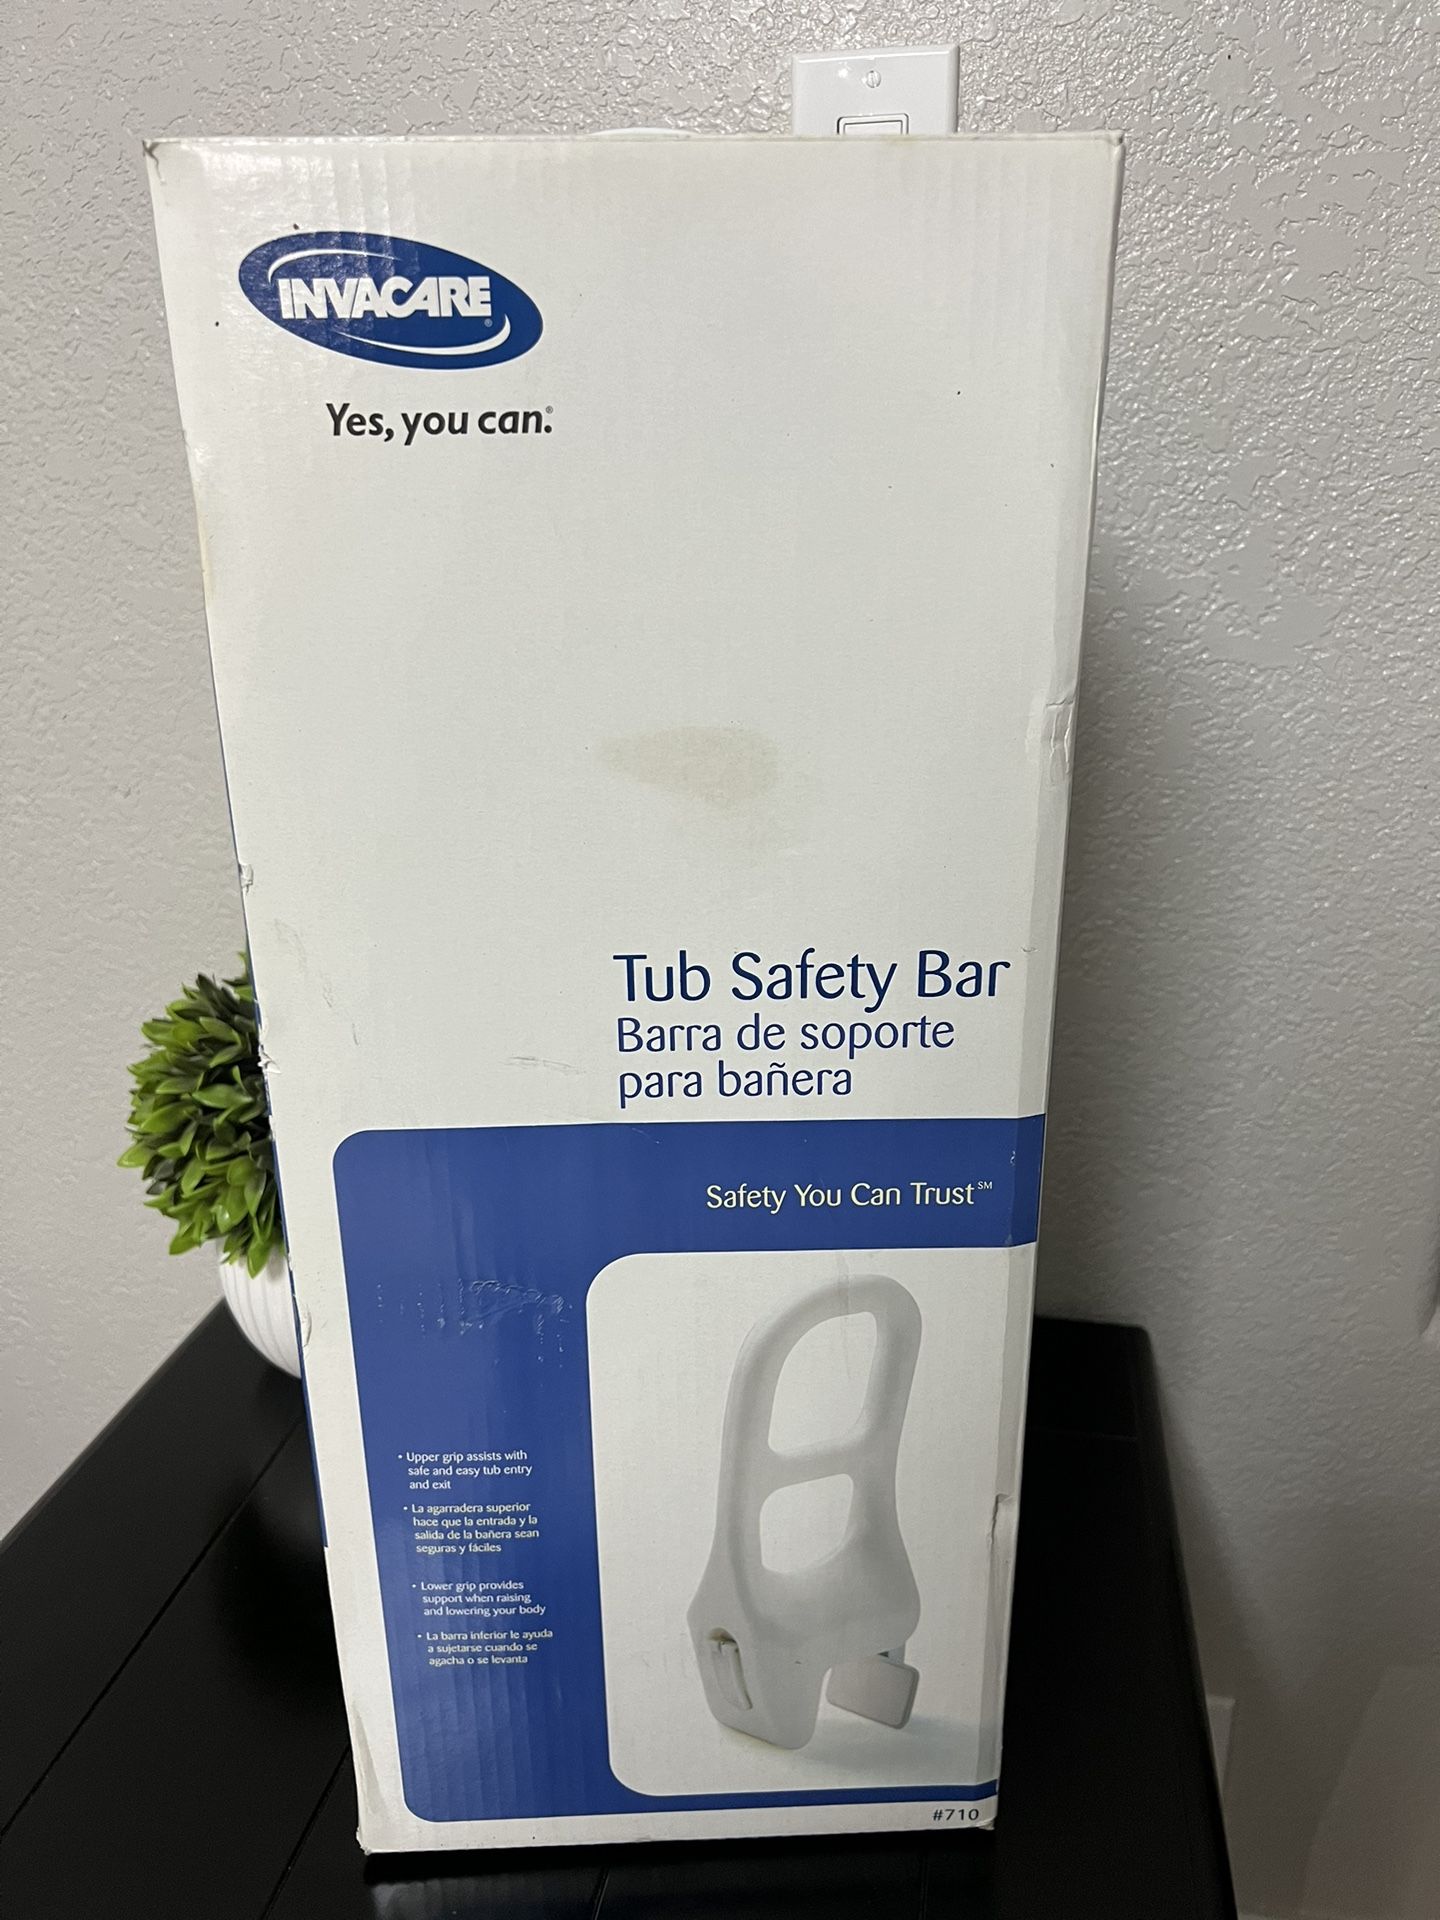 INVACARE®
Yes, you can.®
Tub Safety Bar
Barra de soporte
para bañera
Safety You Can Trust℠
• Upper grip assists with
safe and easy tub entry
and exit
• La agarradera superior
hace que la entrada y la
salida de la bañera sean
seguras y fáciles
• Lower grip provides
support when raising
and lowering your body
• La barra inferior le ayuda
a sujetarse cuando se
agacha o se levanta
#710